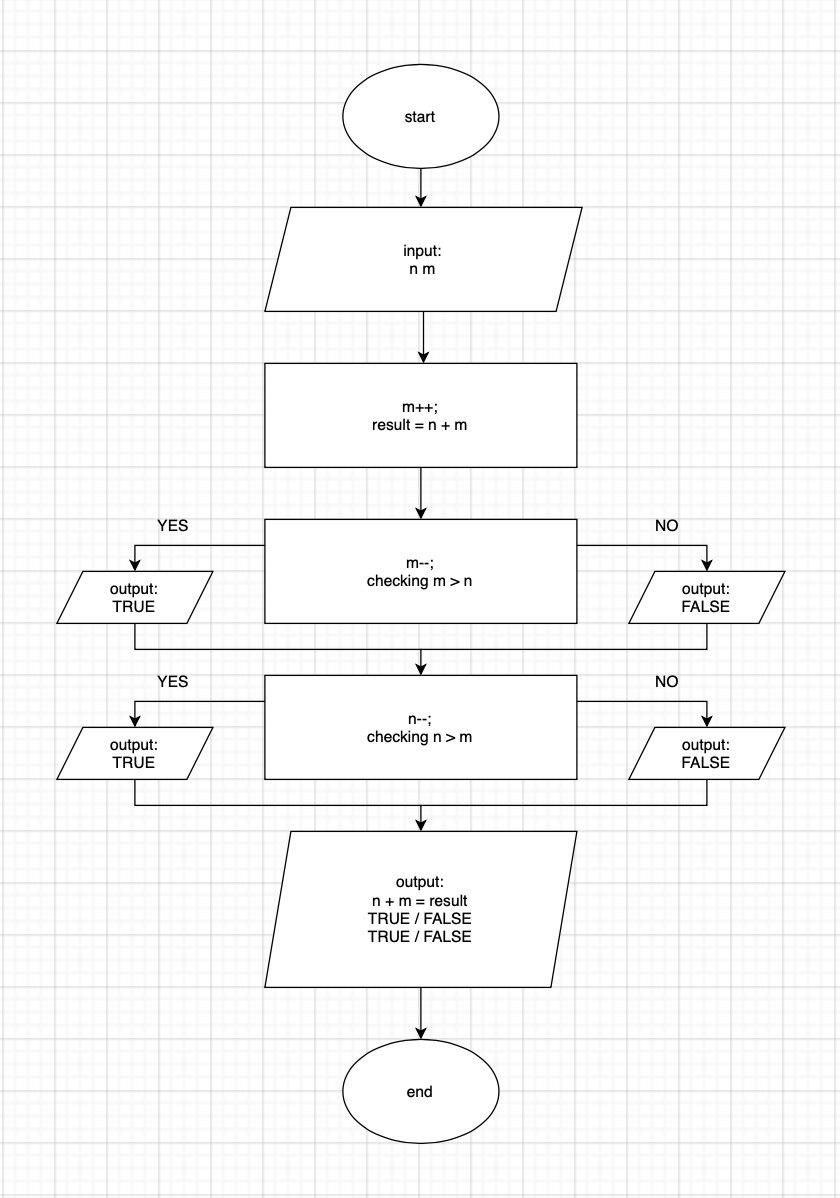 start
input:
n m
m++;
result = n + m
YES
NO
m--;
checking m > n
output:
TRUE
output:
FALSE
YES
NO
n--;
checking n > m
output:
TRUE
output:
FALSE
output:
n + m = result
TRUE / FALSE
TRUE / FALSE
end